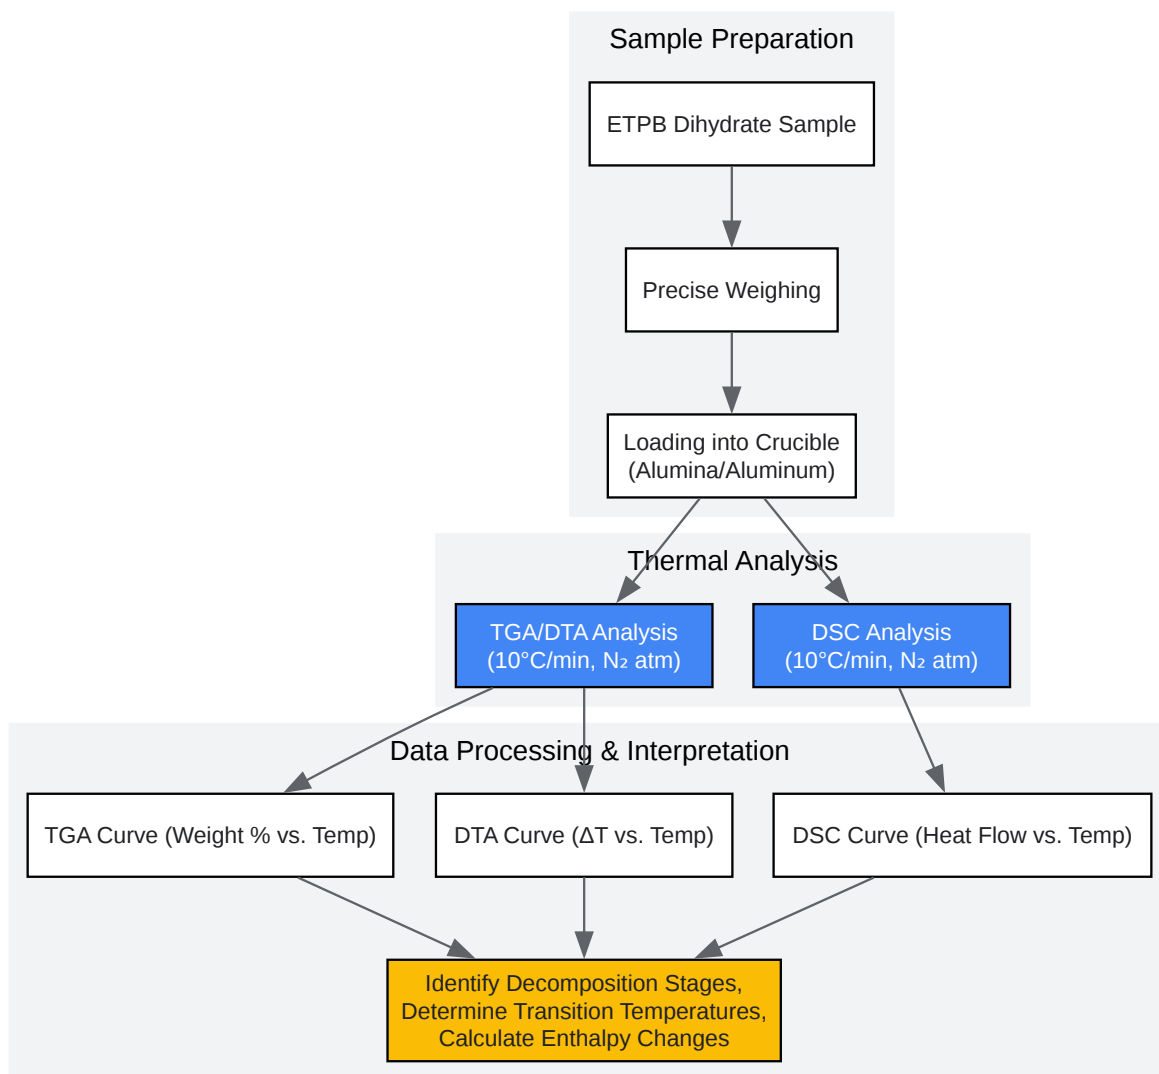 Sample Preparation
ETPB Dihydrate Sample
Precise Weighing
Loading into Crucible
(Alumina/Aluminum)
Thermal Analysis
TGA/DTA Analysis
(10°C/min, N₂ atm)
DSC Analysis
(10°C/min, N₂ atm)
Data Processing & Interpretation
TGA Curve (Weight % vs. Temp)
DTA Curve (ΔT vs. Temp)
DSC Curve (Heat Flow vs. Temp)
Identify Decomposition Stages,
Determine Transition Temperatures,
Calculate Enthalpy Changes